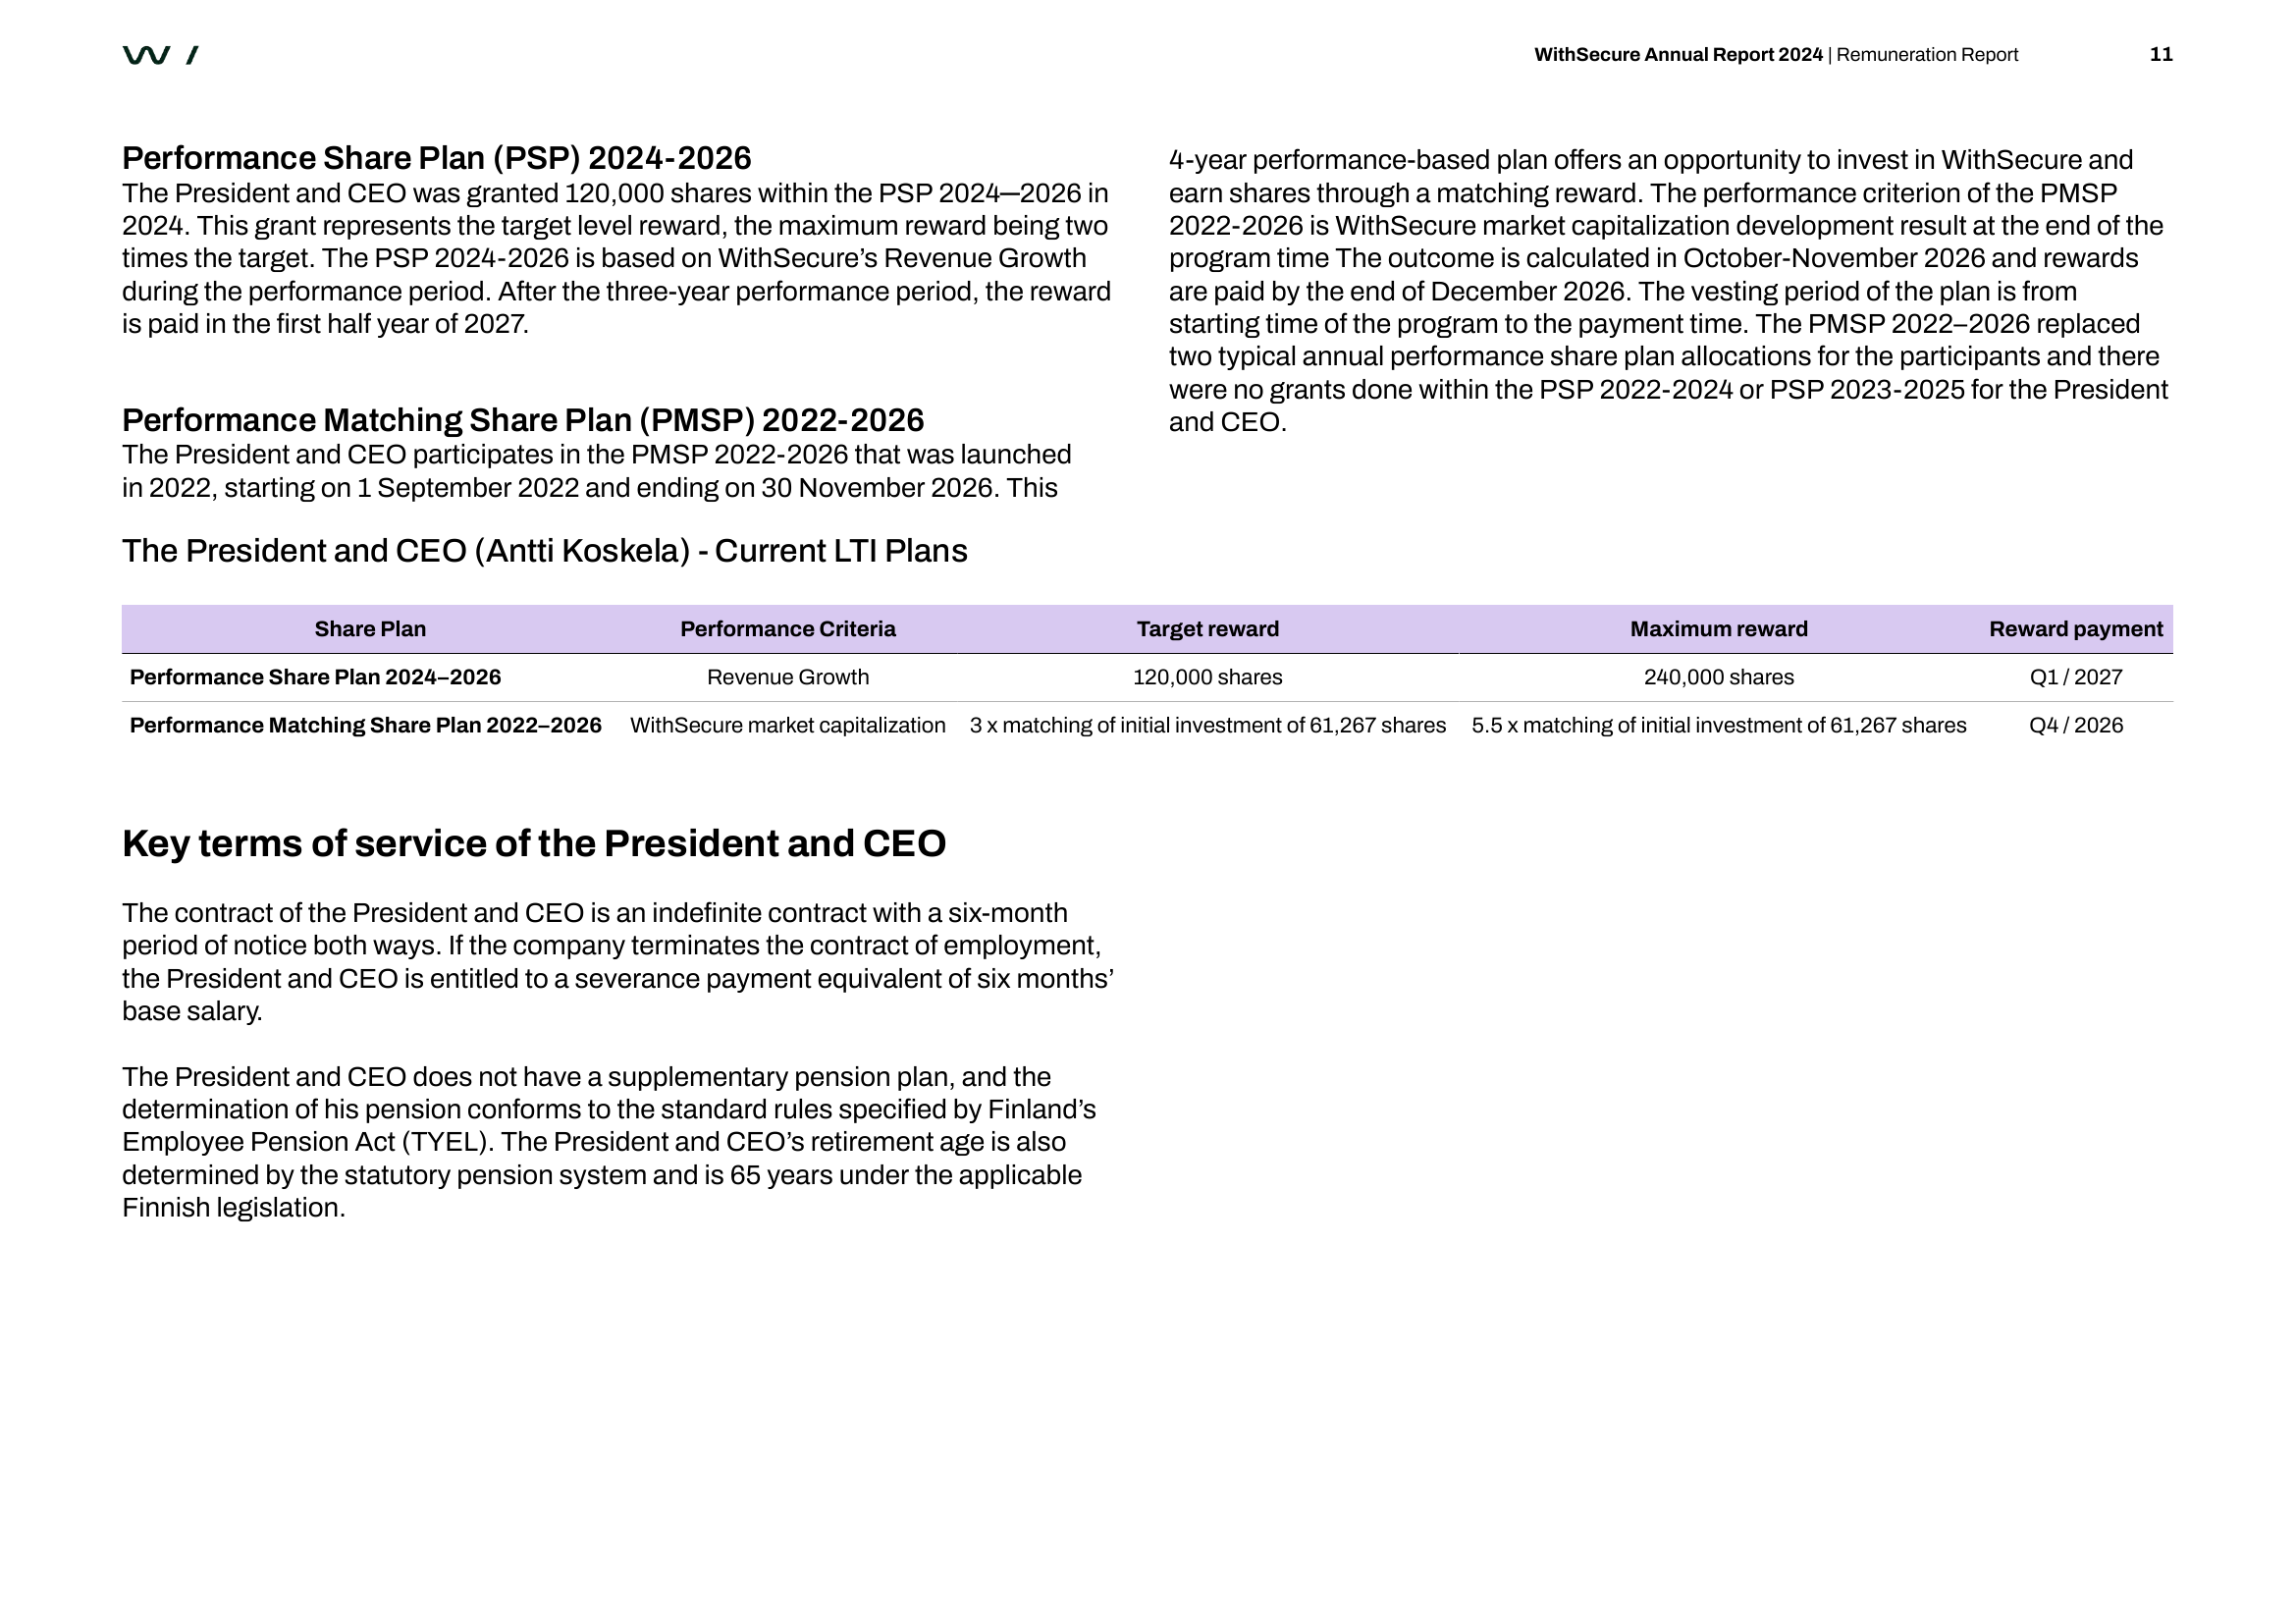 W /
WithSecure Annual Report 2024 | Remuneration Report 11
Performance Share Plan (PSP) 2024-2026
The President and CEO was granted 120,000 shares within the PSP 2024—2026 in
2024. This grant represents the target level reward, the maximum reward being two
times the target. The PSP 2024-2026 is based on WithSecure’s Revenue Growth
during the performance period. After the three-year performance period, the reward
is paid in the first half year of 2027.
Performance Matching Share Plan (PMSP) 2022-2026
The President and CEO participates in the PMSP 2022-2026 that was launched
in 2022, starting on 1 September 2022 and ending on 30 November 2026. This
4-year performance-based plan offers an opportunity to invest in WithSecure and
earn shares through a matching reward. The performance criterion of the PMSP
2022-2026 is WithSecure market capitalization development result at the end of the
program time The outcome is calculated in October-November 2026 and rewards
are paid by the end of December 2026. The vesting period of the plan is from
starting time of the program to the payment time. The PMSP 2022–2026 replaced
two typical annual performance share plan allocations for the participants and there
were no grants done within the PSP 2022-2024 or PSP 2023-2025 for the President
and CEO.
The President and CEO (Antti Koskela) - Current LTI Plans
Share Plan Performance Criteria Target reward Maximum reward Reward payment
Performance Share Plan 2024–2026 Revenue Growth 120,000 shares 240,000 shares Q1 / 2027
Performance Matching Share Plan 2022–2026 WithSecure market capitalization 3 x matching of initial investment of 61,267 shares 5.5 x matching of initial investment of 61,267 shares Q4 / 2026
Key terms of service of the President and CEO
The contract of the President and CEO is an indefinite contract with a six-month
period of notice both ways. If the company terminates the contract of employment,
the President and CEO is entitled to a severance payment equivalent of six months’
base salary.
The President and CEO does not have a supplementary pension plan, and the
determination of his pension conforms to the standard rules specified by Finland’s
Employee Pension Act (TYEL). The President and CEO’s retirement age is also
determined by the statutory pension system and is 65 years under the applicable
Finnish legislation.